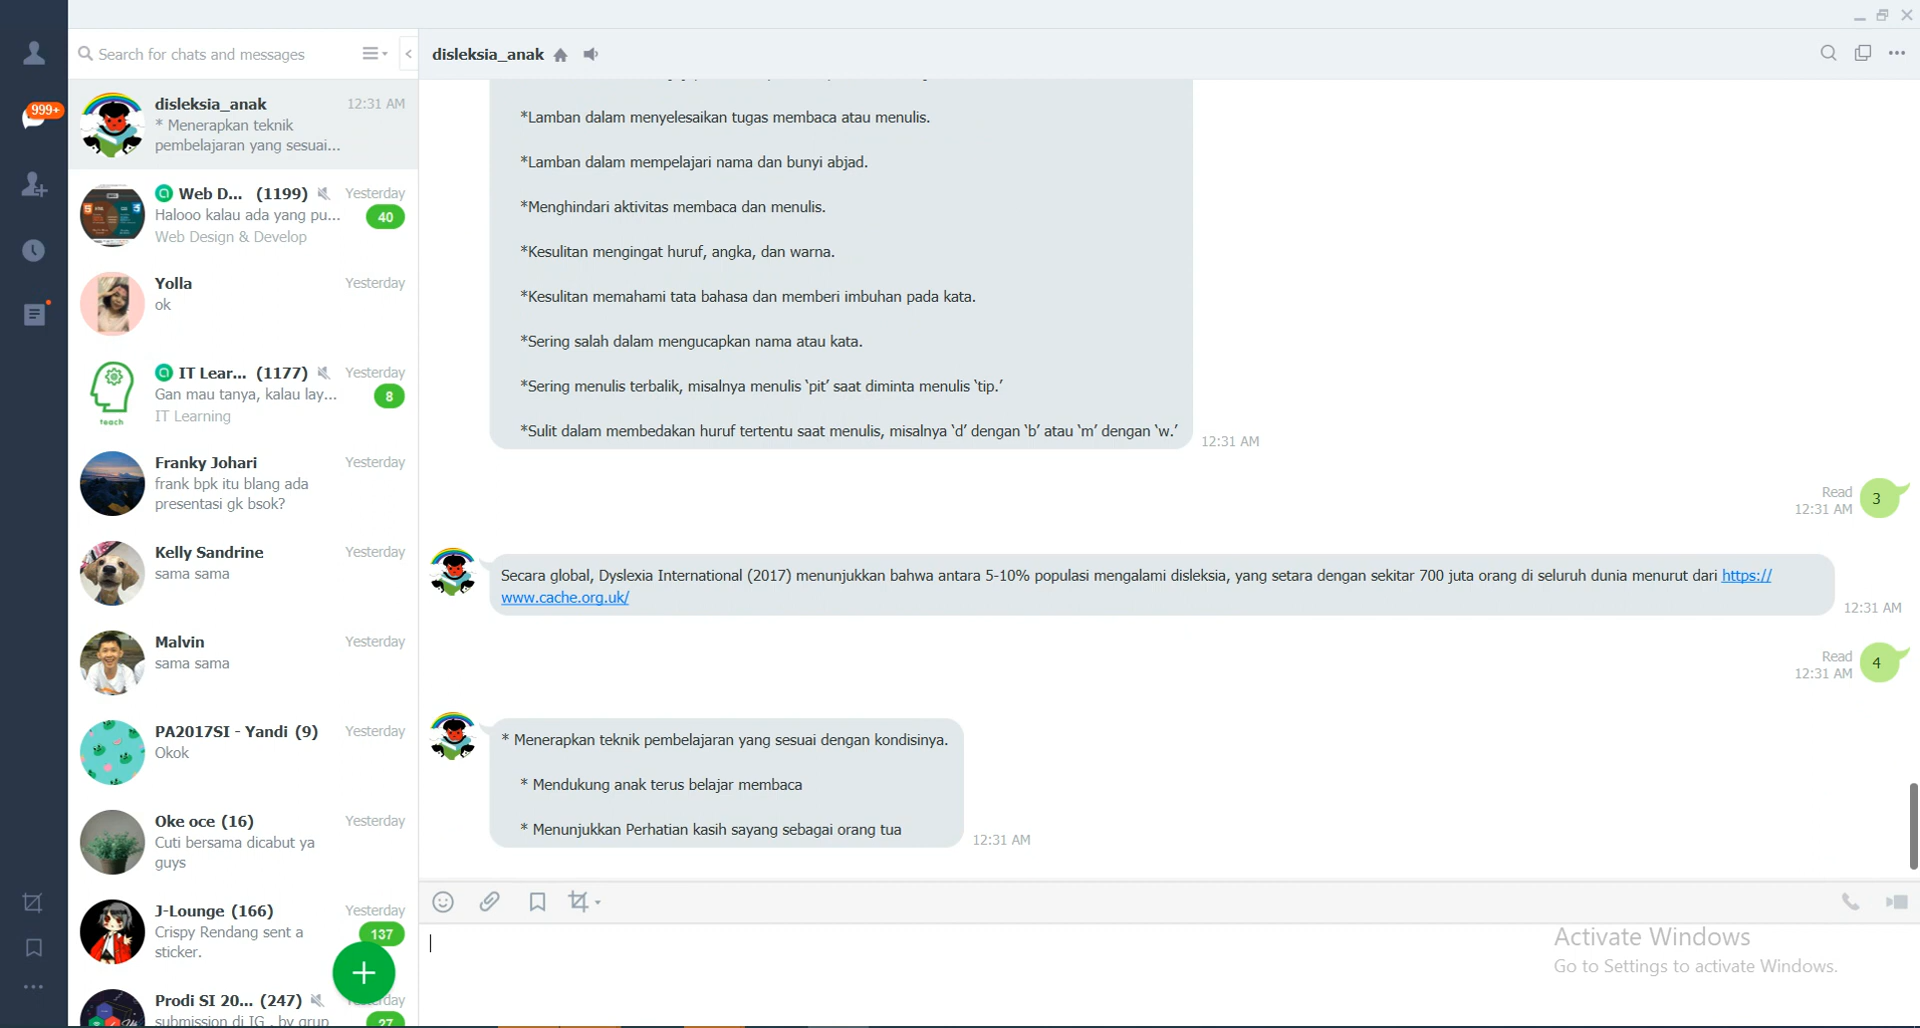 999+
Search for chats and messages
disleksia_anak
12:31 AM
* Menerapkan teknik
pembelajaran yang sesuai...
Web D... (1199)
Yesterday
Halooo kalau ada yang pu...
40
Web Design & Develop
Yolla
Yesterday
ok
IT Lear... (1177)
Yesterday
Gan mau tanya, kalau lay...
8
IT Learning
teach
Franky Johari
Yesterday
frank bpk itu blang ada
presentasi gk bsok?
Kelly Sandrine
Yesterday
sama sama
Malvin
Yesterday
sama sama
PA2017SI - Yandi (9)
Yesterday
Okok
Oke oce (16)
Yesterday
Cuti bersama dicabut ya
guys
J-Lounge (166)
Yesterday
Crispy Rendang sent a
137
sticker.
Prodi SI 20... (247)
submission di IG , by grup
27
disleksia_anak
*Lamban dalam menyelesaikan tugas membaca atau menulis.
*Lamban dalam mempelajari nama dan bunyi abjad.
*Menghindari aktivitas membaca dan menulis.
*Kesulitan mengingat huruf, angka, dan warna.
*Kesulitan memahami tata bahasa dan memberi imbuhan pada kata.
*Sering salah dalam mengucapkan nama atau kata.
*Sering menulis terbalik, misalnya menulis ‘pit’ saat diminta menulis ‘tip.’
*Sulit dalam membedakan huruf tertentu saat menulis, misalnya ‘d’ dengan ‘b’ atau ‘m’ dengan ‘w.’
12:31 AM
Read
12:31 AM
3
Secara global, Dyslexia International (2017) menunjukkan bahwa antara 5-10% populasi mengalami disleksia, yang setara dengan sekitar 700 juta orang di seluruh dunia menurut dari https://
www.cache.org.uk/
12:31 AM
Read
12:31 AM
4
* Menerapkan teknik pembelajaran yang sesuai dengan kondisinya.
* Mendukung anak terus belajar membaca
* Menunjukkan Perhatian kasih sayang sebagai orang tua
12:31 AM
Activate Windows
Go to Settings to activate Windows.